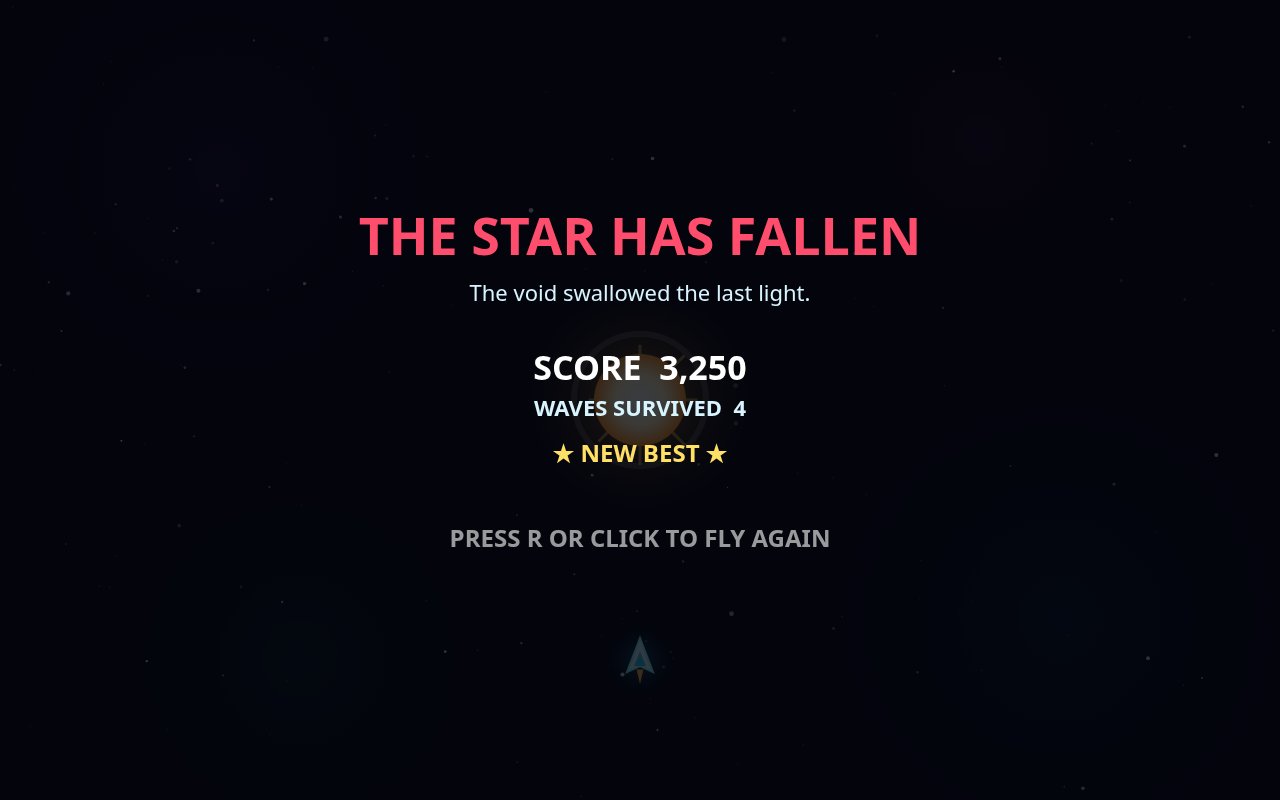 THE STAR HAS FALLEN
The void swallowed the last light.
SCORE 3,250
WAVES SURVIVED 4
★ NEW BEST ★
PRESS R OR CLICK TO FLY AGAIN